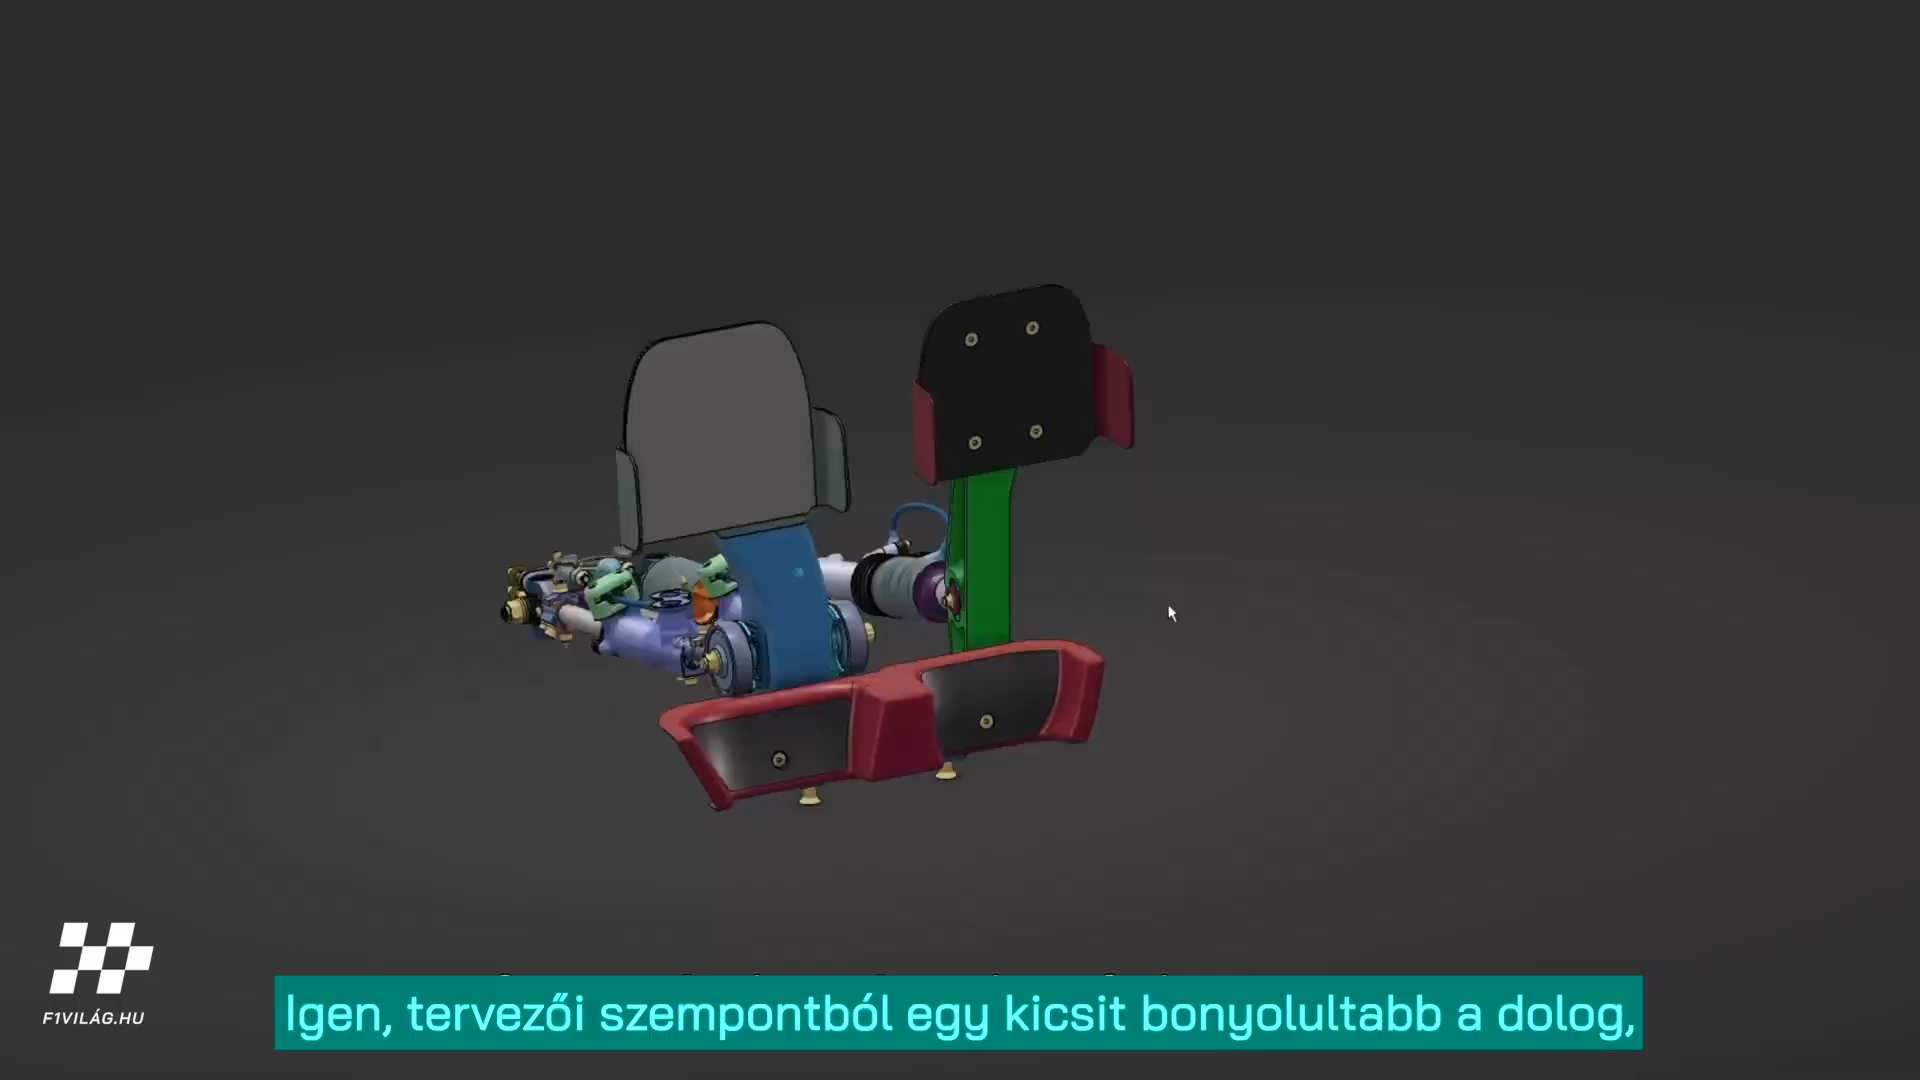 F1VILÁG.HU
Igen, tervezői szempontból egy kicsit bonyolultabb a dolog,